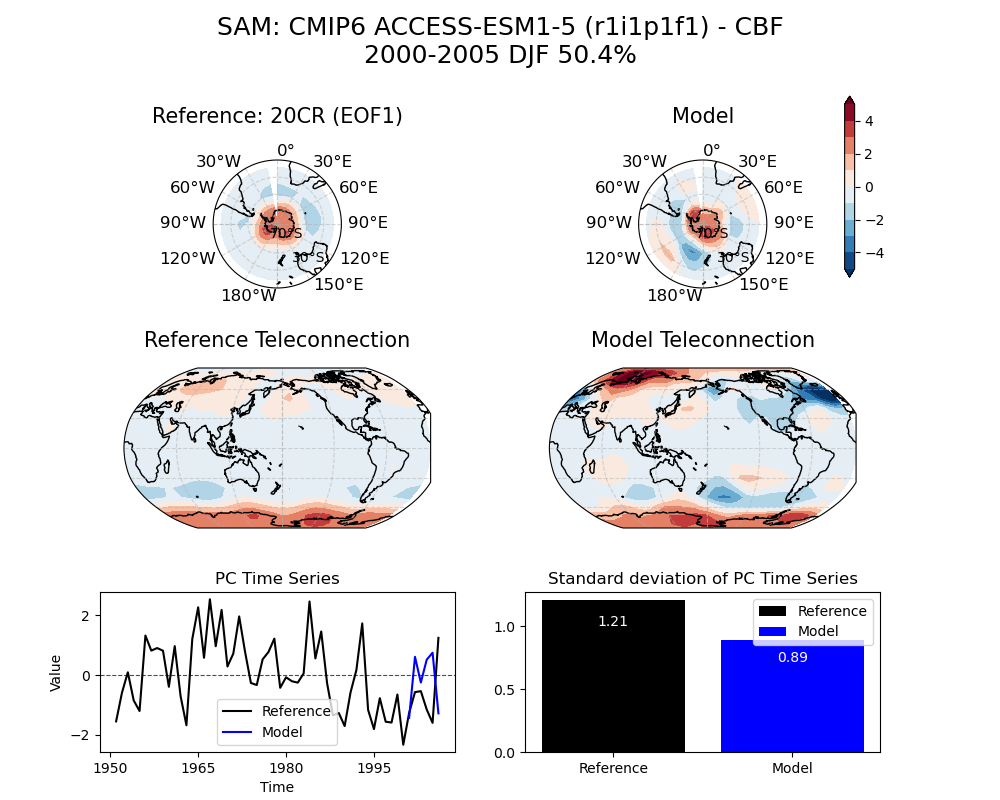 SAM: CMIP6 ACCESS-ESM1-5 (r1i1p1f1) - CBF
2000-2005 DJF 50.4%
Reference: 20CR (EOF1)
Model
0°
30°W
30°E
60°W
60°E
90°W
90°E
120°W
120°E
150°E
180°W
70°S
30°S
0°
30°W
30°E
60°W
60°E
90°W
90°E
120°W
120°E
150°E
180°W
70°S
30°S
4
2
0
−2
−4
Reference Teleconnection
Model Teleconnection
PC Time Series
Value
2
0
−2
1950
1965
1980
1995
Time
Reference
Model
Standard deviation of PC Time Series
1.0
0.5
0.0
1.21
0.89
Reference
Model
Reference
Model